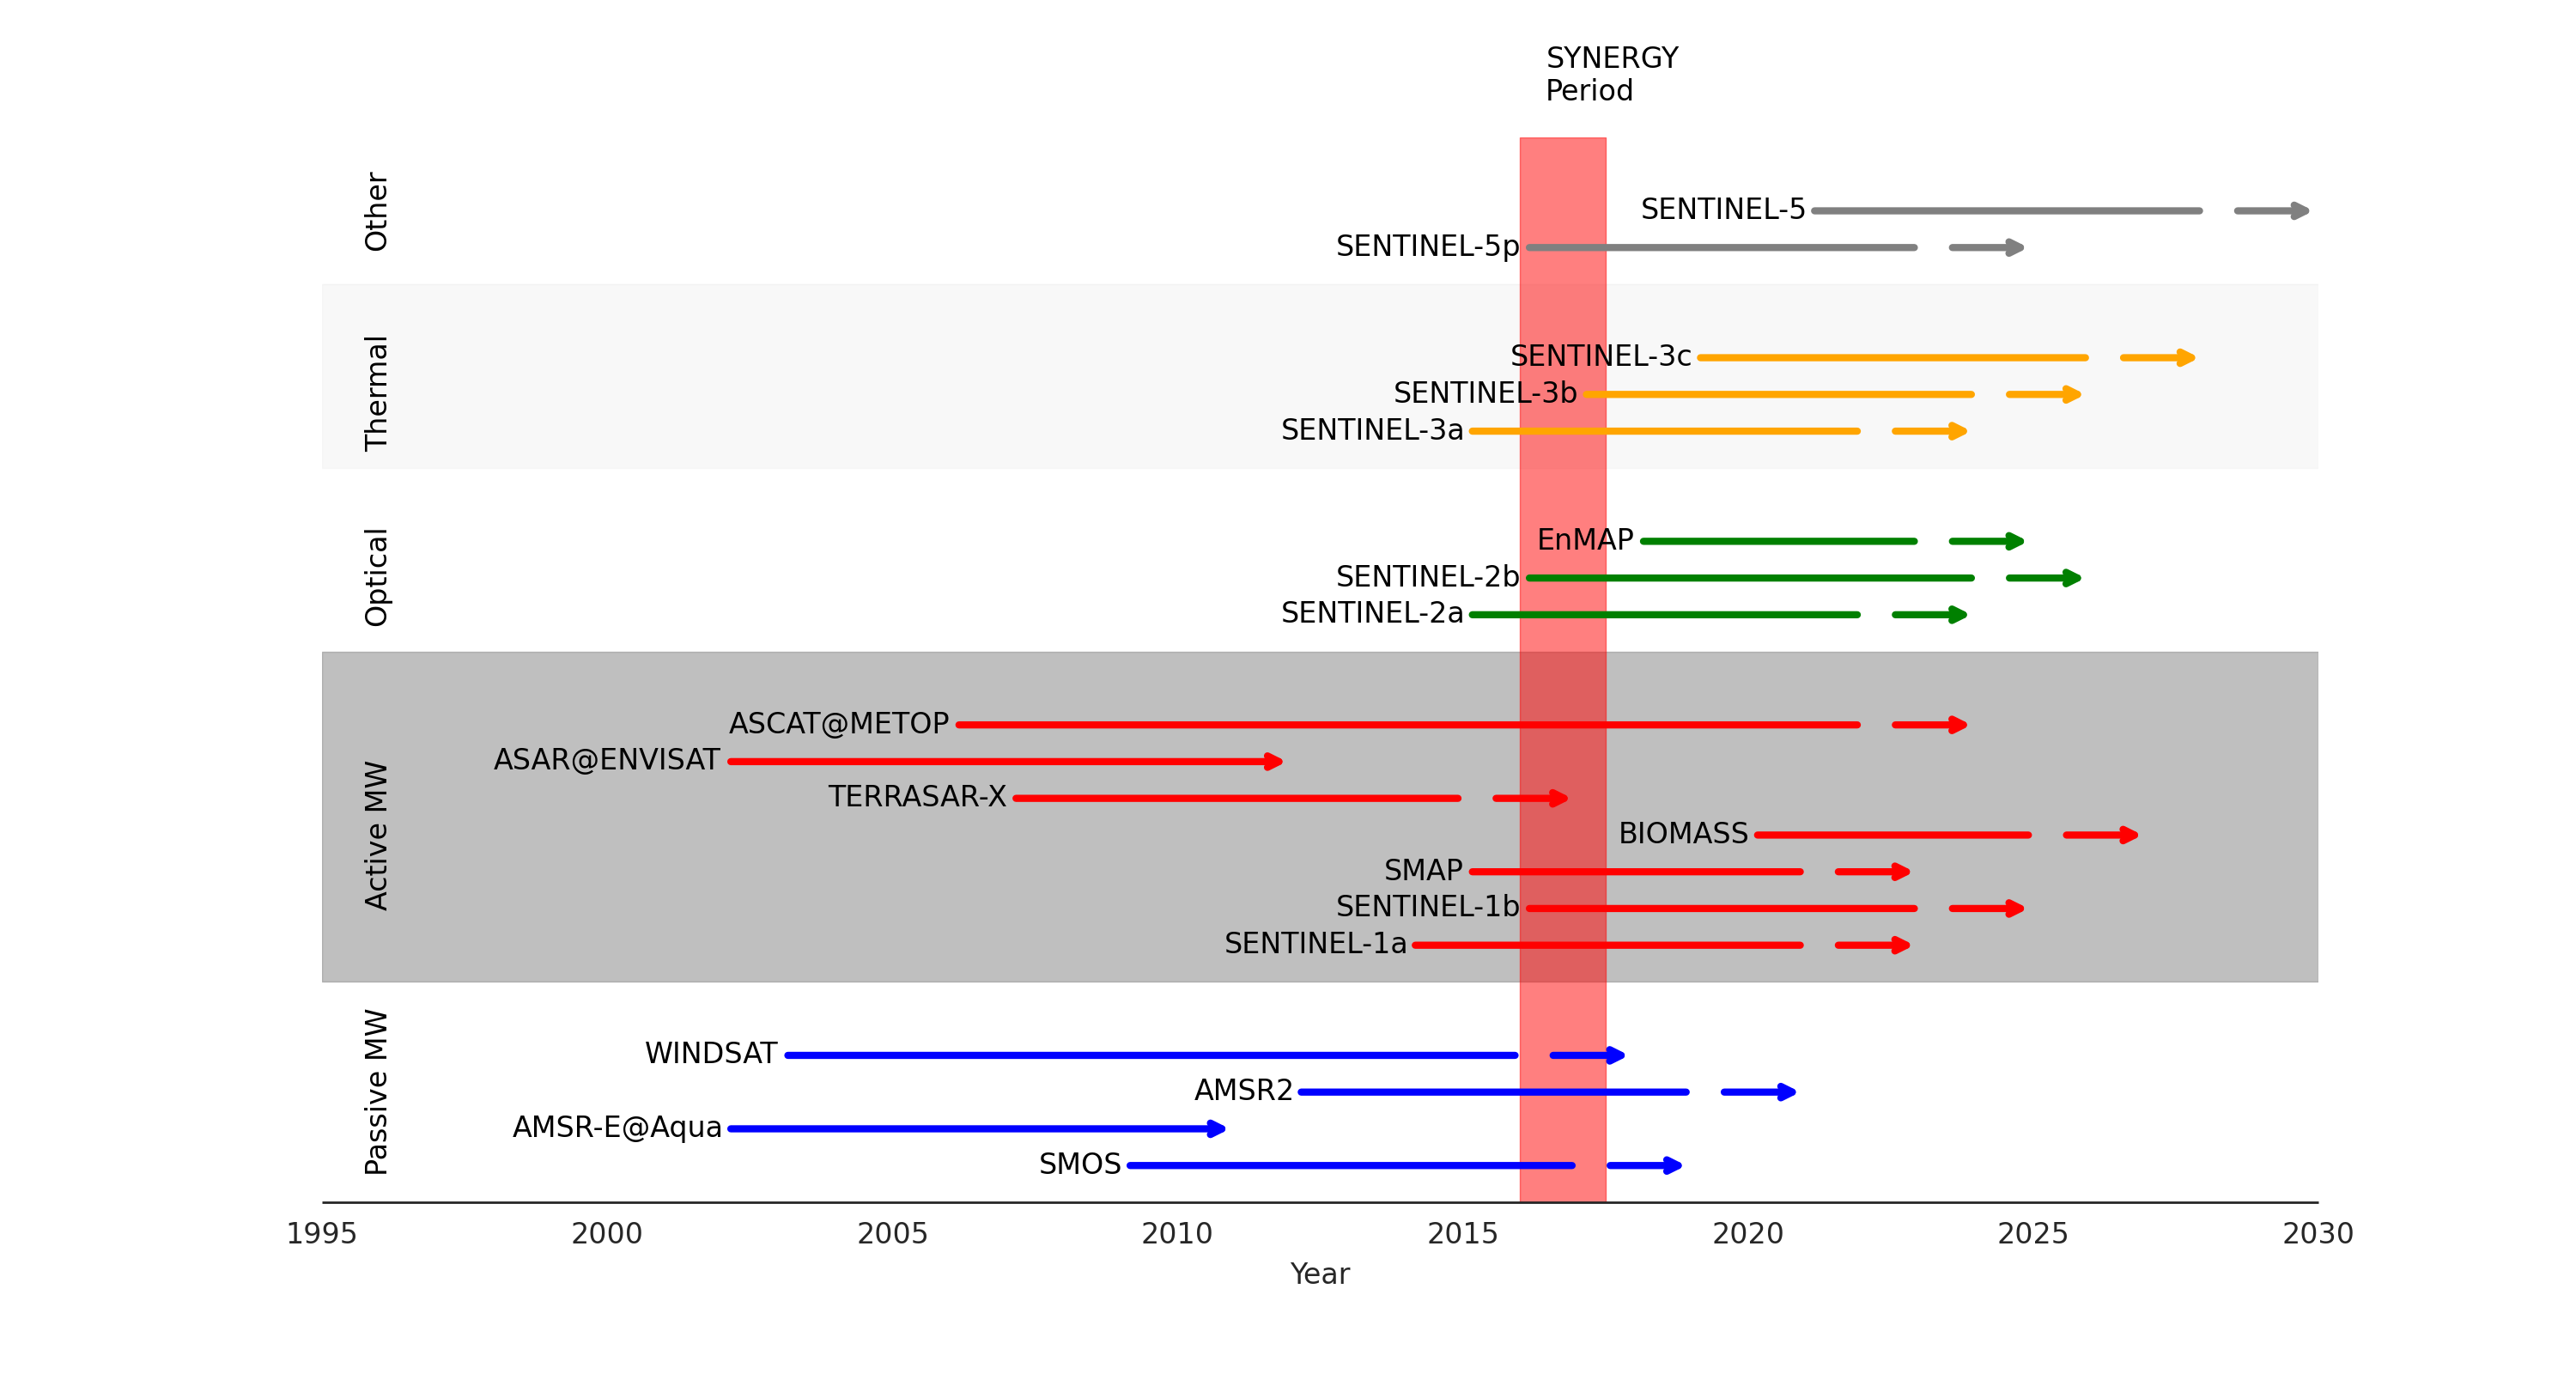 SYNERGY
Period
Other
SENTINEL-5
SENTINEL-5p
Thermal
SENTINEL-3c
SENTINEL-3b
SENTINEL-3a
Optical
EnMAP
SENTINEL-2b
SENTINEL-2a
Active MW
ASCAT@METOP
ASAR@ENVISAT
TERRASAR-X
BIOMASS
SMAP
SENTINEL-1b
SENTINEL-1a
Passive MW
WINDSAT
AMSR2
AMSR-E@Aqua
SMOS
1995 2000 2005 2010 2015 2020 2025 2030
Year